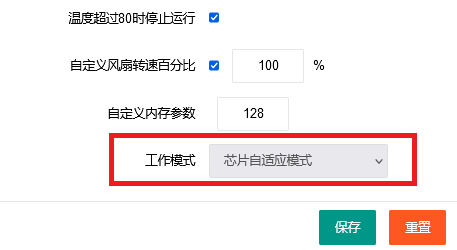 温度超过80时停止运行
自定义风扇转速百分比 100 %
自定义内存参数 128
工作模式 芯片自适应模式
保存 重置